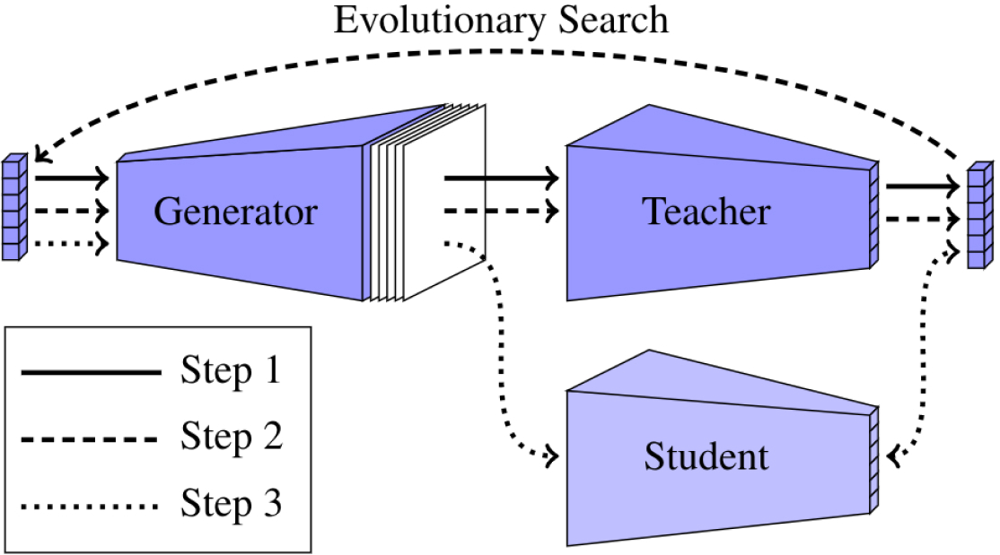 Evolutionary Search
Generator
Teacher
Step 1
Step 2
Step 3
Student